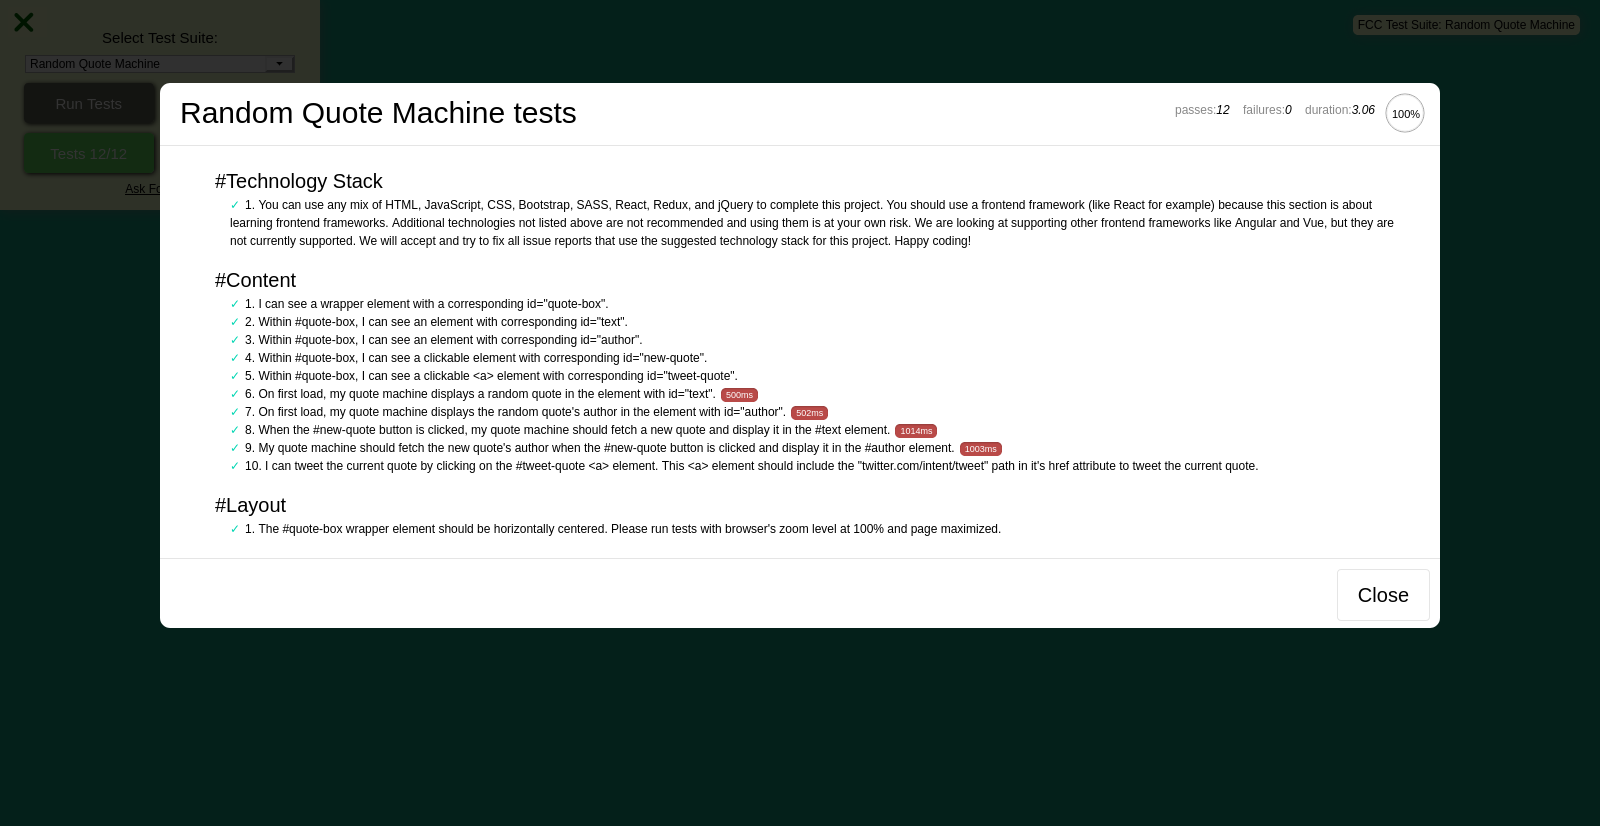 Select Test Suite:
Random Quote Machine
Run Tests
Tests 12/12
Ask Fo
FCC Test Suite: Random Quote Machine
Random Quote Machine tests
passes:12 failures:0 duration:3.06 100%
#Technology Stack
✓ 1. You can use any mix of HTML, JavaScript, CSS, Bootstrap, SASS, React, Redux, and jQuery to complete this project. You should use a frontend framework (like React for example) because this section is about
learning frontend frameworks. Additional technologies not listed above are not recommended and using them is at your own risk. We are looking at supporting other frontend frameworks like Angular and Vue, but they are
not currently supported. We will accept and try to fix all issue reports that use the suggested technology stack for this project. Happy coding!
#Content
✓ 1. I can see a wrapper element with a corresponding id="quote-box".
✓ 2. Within #quote-box, I can see an element with corresponding id="text".
✓ 3. Within #quote-box, I can see an element with corresponding id="author".
✓ 4. Within #quote-box, I can see a clickable element with corresponding id="new-quote".
✓ 5. Within #quote-box, I can see a clickable <a> element with corresponding id="tweet-quote".
✓ 6. On first load, my quote machine displays a random quote in the element with id="text". 500ms
✓ 7. On first load, my quote machine displays the random quote's author in the element with id="author". 502ms
✓ 8. When the #new-quote button is clicked, my quote machine should fetch a new quote and display it in the #text element. 1014ms
✓ 9. My quote machine should fetch the new quote's author when the #new-quote button is clicked and display it in the #author element. 1003ms
✓ 10. I can tweet the current quote by clicking on the #tweet-quote <a> element. This <a> element should include the "twitter.com/intent/tweet" path in it's href attribute to tweet the current quote.
#Layout
✓ 1. The #quote-box wrapper element should be horizontally centered. Please run tests with browser's zoom level at 100% and page maximized.
Close